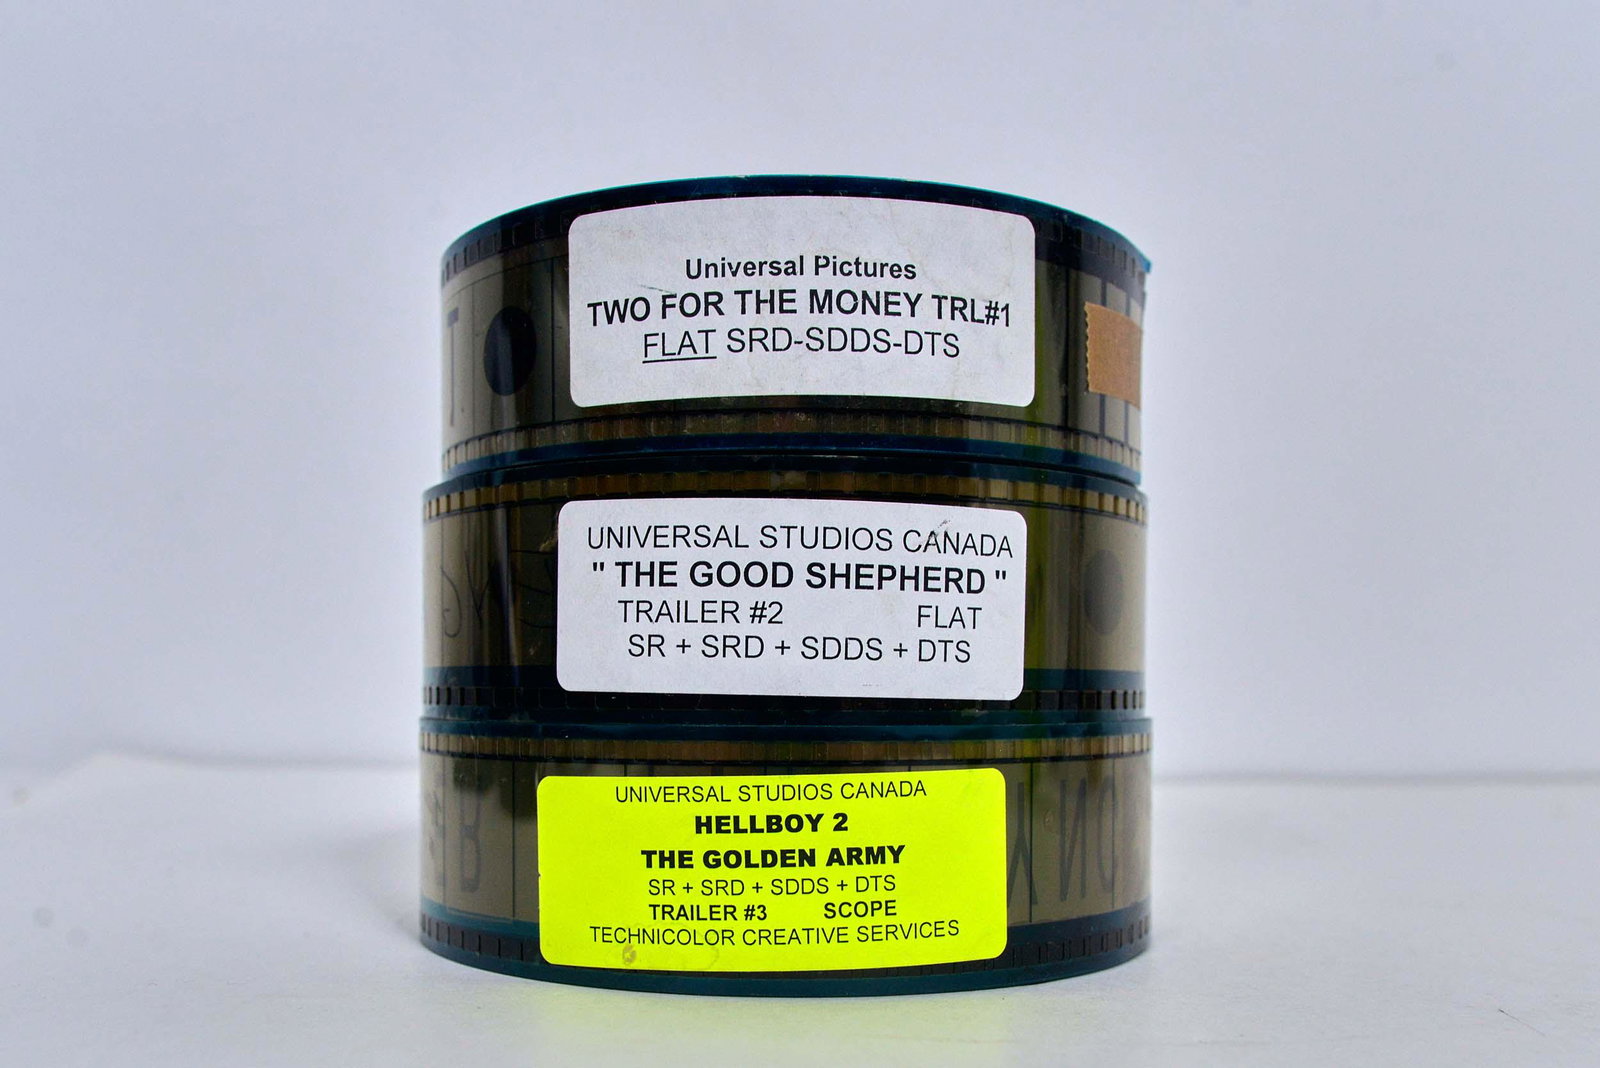 Universal Pictures
TWO FOR THE MONEY TRL#1
FLAT SRD-SDDS-DTS
UNIVERSAL STUDIOS CANADA
" THE GOOD SHEPHERD "
TRAILER #2 FLAT
SR + SRD + SDDS + DTS
UNIVERSAL STUDIOS CANADA
HELLBOY 2
THE GOLDEN ARMY
SR + SRD + SDDS + DTS
TRAILER #3 SCOPE
TECHNICOLOR CREATIVE SERVICES